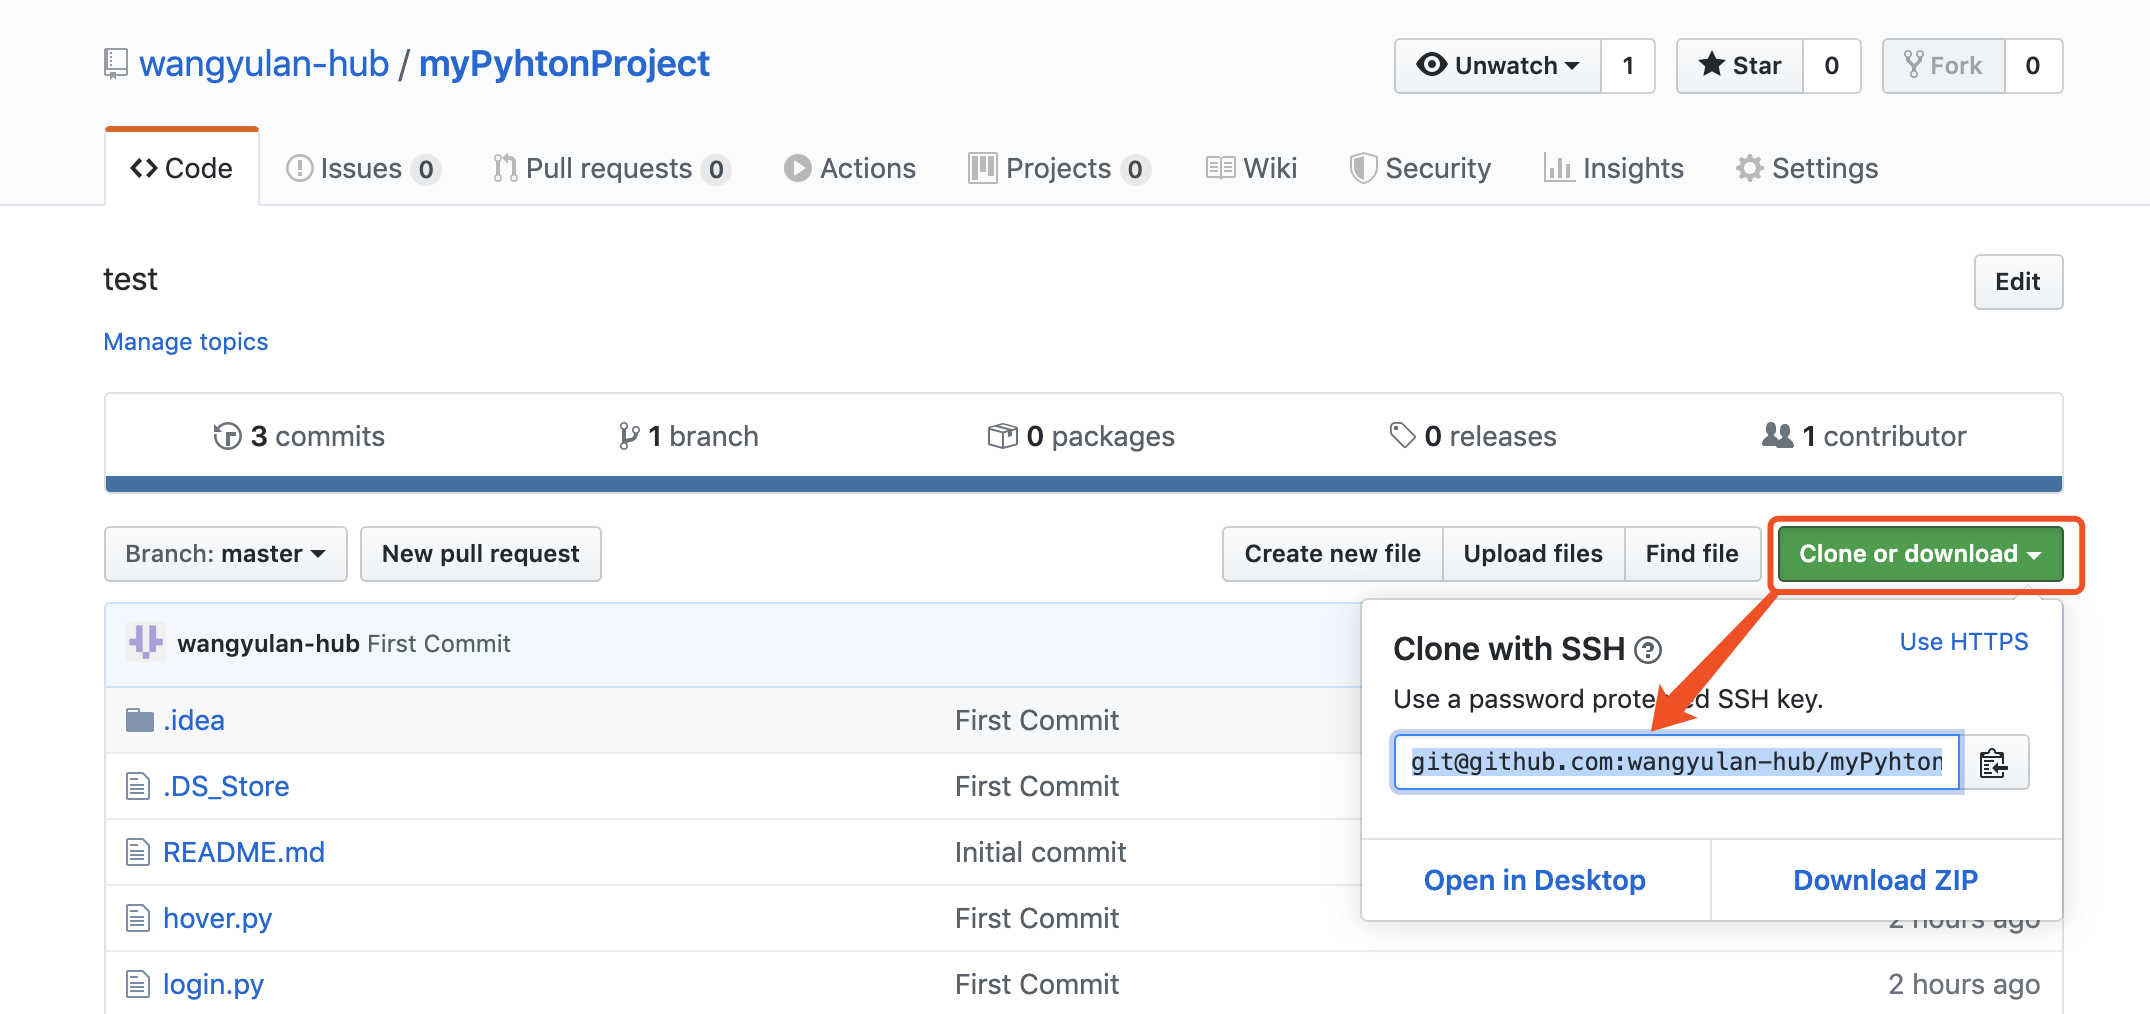 wangyulan-hub / myPyhtonProject
Unwatch 1 Star 0 Fork 0
Code Issues 0 Pull requests 0 Actions Projects 0 Wiki Security Insights Settings
test
Edit
Manage topics
3 commits 1 branch 0 packages 0 releases 1 contributor
Branch: master New pull request Create new file Upload files Find file Clone or download
wangyulan-hub First Commit
Clone with SSH ? Use HTTPS
Use a password SSH key.
git@github.com:wangyulan-hub/myPyhton
Open in Desktop Download ZIP
.idea First Commit
.DS_Store First Commit
README.md Initial commit
hover.py First Commit 2 hours ago
login.py First Commit 2 hours ago